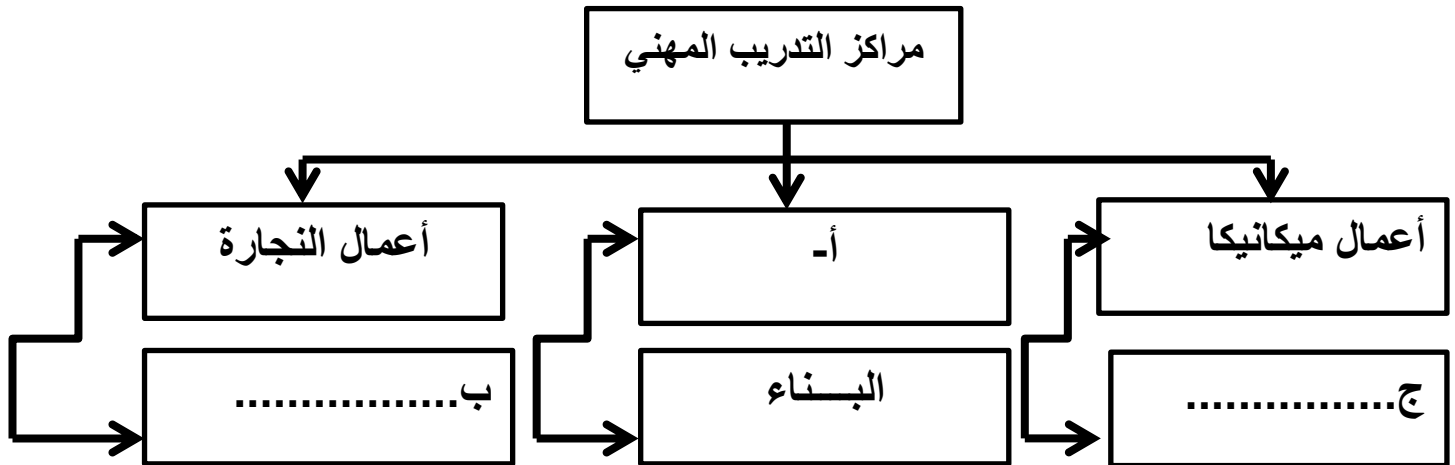 مراكز التدريب المهني
أعمال ميكانيكا
أ-
أعمال النجارة
ج................
البـــناء
ب.................